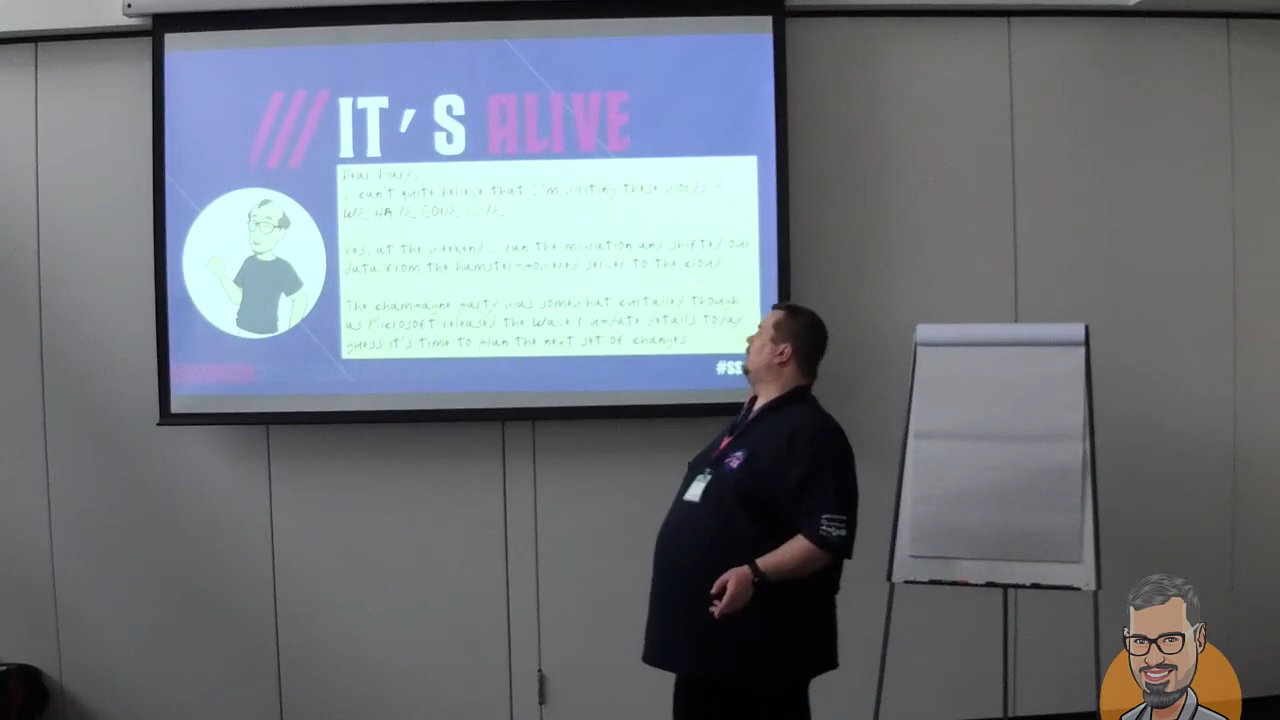 /// IT'S ALIVE
Dear Diary,
I can't quite believe that I'm writing these words -
WE HAVE GONE LIVE
Yes, at the weekend I ran the migration and shifted our
data from the hamster-powered server to the cloud
The champagne party was somewhat curtailed though
as Microsoft released the Wave 1 update details today
guess it's time to plan the next set of changes
#SS